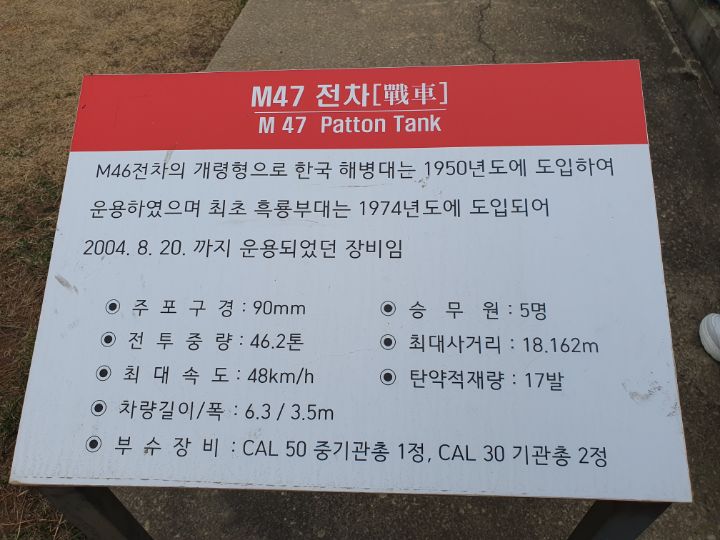 M47 전차[戰車]
M 47 Patton Tank
M46전차의 개령형으로 한국 해병대는 1950년도에 도입하여
운용하였으며 최초 흑룡부대는 1974년도에 도입되어
2004. 8. 20. 까지 운용되었던 장비임
◉ 주 포 구 경 : 90mm
◉ 전 투 중 량 : 46.2톤
◉ 최 대 속 도 : 48km/h
◉ 차량길이/폭 : 6.3 / 3.5m
◉ 승 무 원 : 5명
◉ 최대사거리 : 18.162m
◉ 탄약적재량 : 17발
◉ 부 수 장 비 : CAL 50 중기관총 1정, CAL 30 기관총 2정